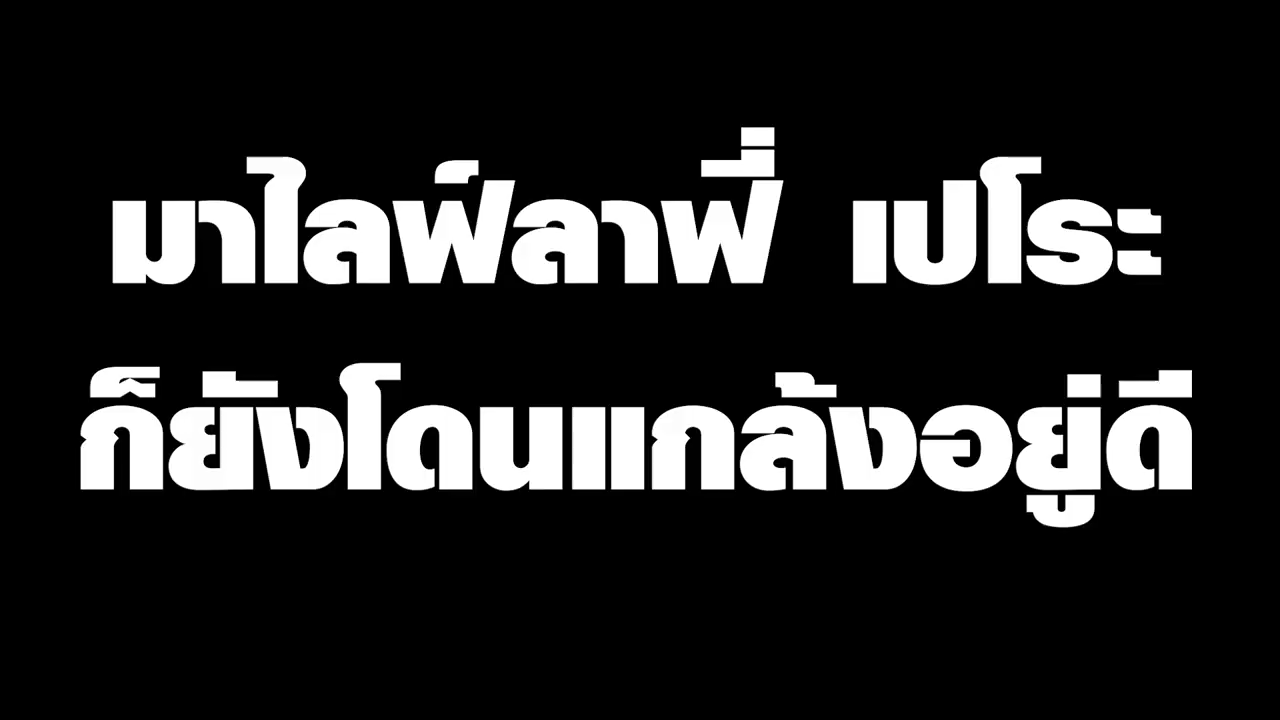 มาไลฟ์ลาฟี่ เปโระ
ก็ยังโดนแกล้งอยู่ดี